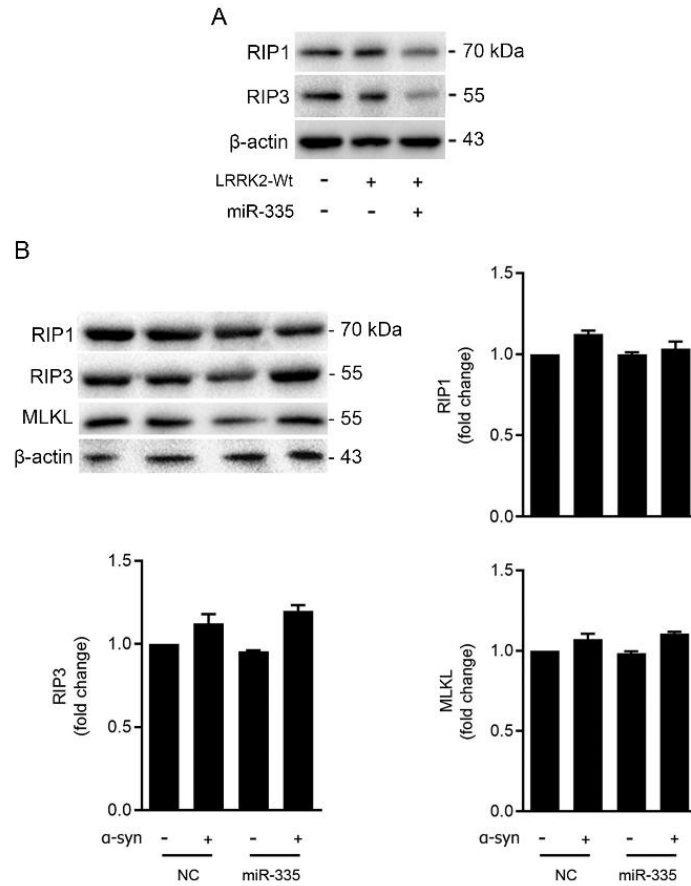 A
RIP1 - 70 kDa
RIP3 - 55
β-actin - 43
LRRK2-Wt - + +
miR-335 - - +
B
RIP1 - 70 kDa
RIP3 - 55
MLKL - 55
β-actin - 43
1.5
1.0
0.5
0.0
RIP1
(fold change)
1.5
1.0
0.5
0.0
RIP3
(fold change)
α-syn - + - +
NC miR-335
1.5
1.0
0.5
0.0
MLKL
(fold change)
α-syn - + - +
NC miR-335